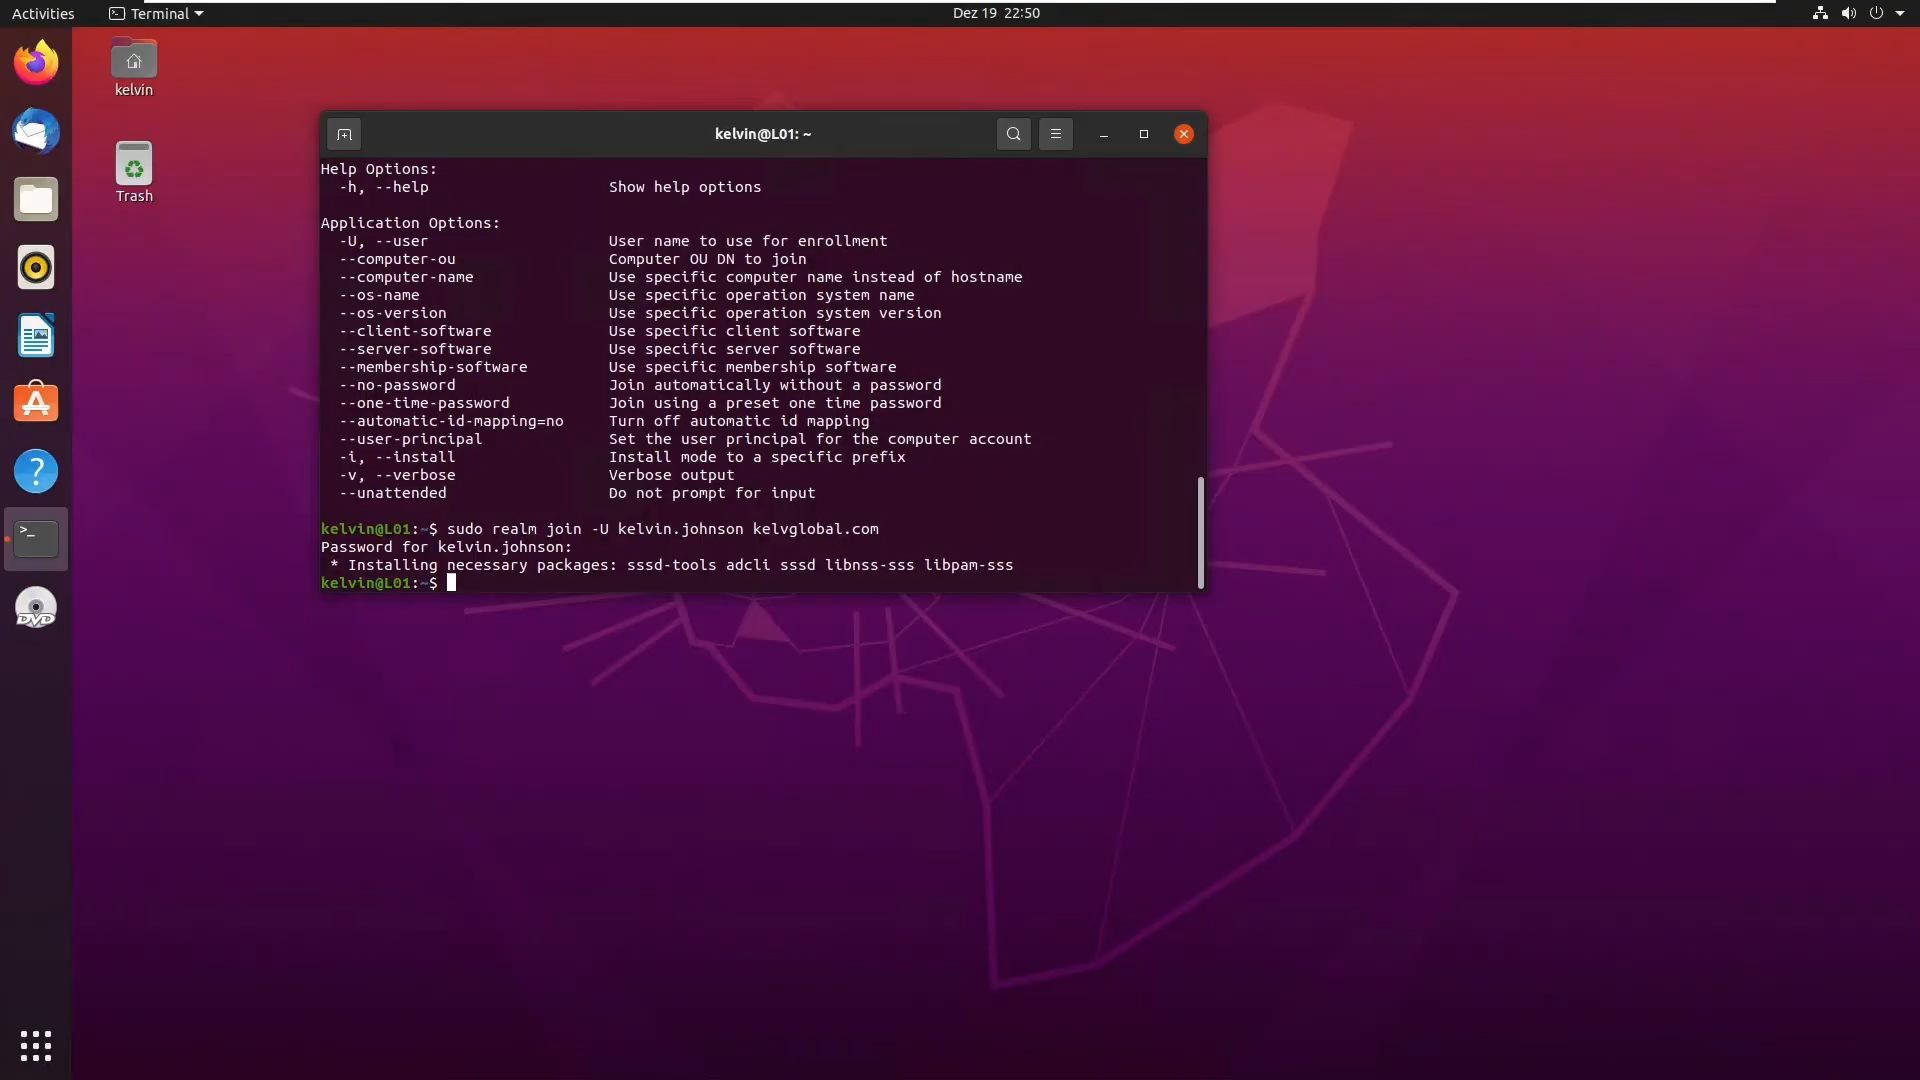 Activities
Terminal
Dez 19 22:50
kelvin
Trash
kelvin@L01: ~
Help Options:
-h, --help Show help options
Application Options:
-U, --user User name to use for enrollment
--computer-ou Computer OU DN to join
--computer-name Use specific computer name instead of hostname
--os-name Use specific operation system name
--os-version Use specific operation system version
--client-software Use specific client software
--server-software Use specific server software
--membership-software Use specific membership software
--no-password Join automatically without a password
--one-time-password Join using a preset one time password
--automatic-id-mapping=no Turn off automatic id mapping
--user-principal Set the user principal for the computer account
-i, --install Install mode to a specific prefix
-v, --verbose Verbose output
--unattended Do not prompt for input
kelvin@L01:~$ sudo realm join -U kelvin.johnson kelvglobal.com
Password for kelvin.johnson:
* Installing necessary packages: sssd-tools adcli sssd libnss-sss libpam-sss
kelvin@L01:~$
DVD